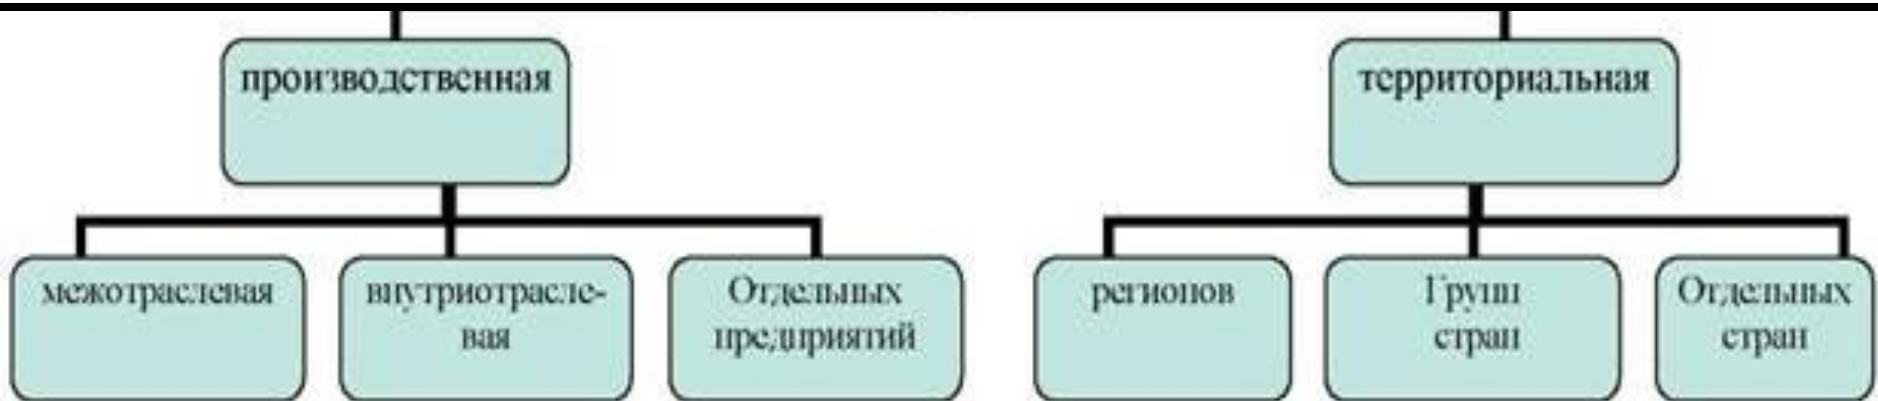 производственная
территориальная
межотраслевая
внутриотрасле-
вая
Отдельных
предприятий
регионов
Групп
стран
Отдельных
стран